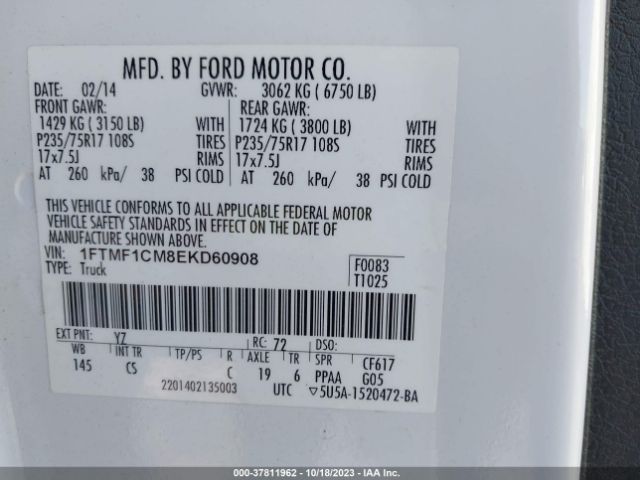 MFD. BY FORD MOTOR CO.
DATE: 02/14 GVWR: 3062 KG ( 6750 LB)
FRONT GAWR: REAR GAWR:
1429 KG ( 3150 LB) WITH 1724 KG ( 3800 LB) WITH
P235/75R17 108S TIRES P235/75R17 108S TIRES
17x7.5J RIMS 17x7.5J RIMS
AT 260 kPa/ 38 PSI COLD AT 260 kPa/ 38 PSI COLD
THIS VEHICLE CONFORMS TO ALL APPLICABLE FEDERAL MOTOR
VEHICLE SAFETY STANDARDS IN EFFECT ON THE DATE OF
MANUFACTURE SHOWN ABOVE.
VIN: 1FTMF1CM8EKD60908
TYPE: Truck
F0083
T1025
EXT PNT: YZ RC: 72 DSO:
WB INT TR TP/PS R AXLE TR SPR CF617
145 CS C 19 6 PPAA G05
2201402135003 UTC ▽5U5A-1520472-BA
000-37811962 - 10/18/2023 - IAA Inc.